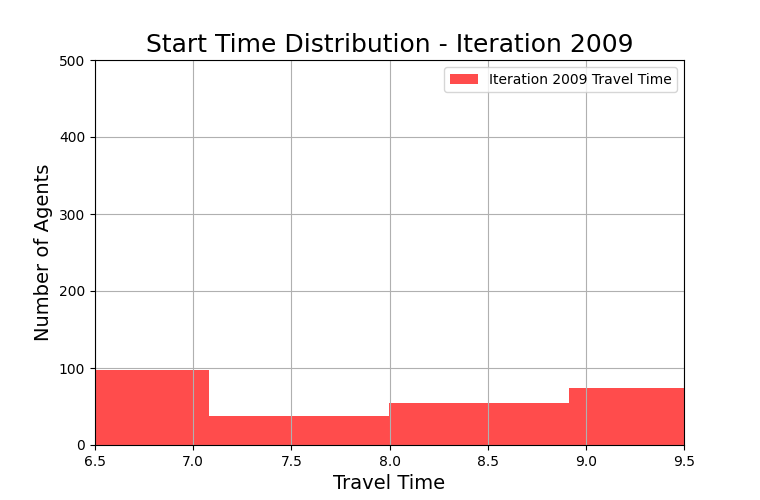 Start Time Distribution - Iteration 2009
Iteration 2009 Travel Time
Number of Agents
500
400
300
200
100
0
6.5 7.0 7.5 8.0 8.5 9.0 9.5
Travel Time